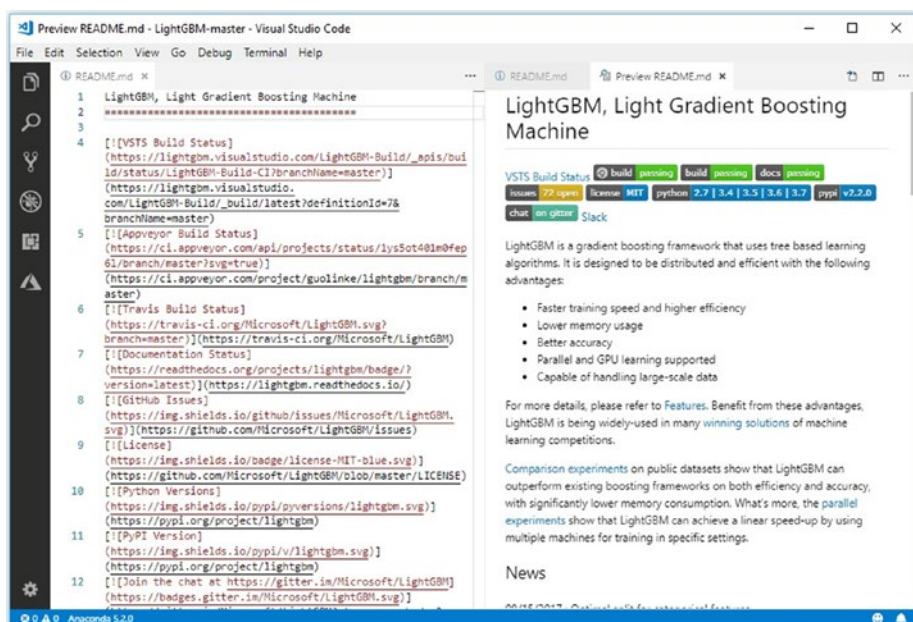 Preview README.md - LightGBM-master - Visual Studio Code
File Edit Selection View Go Debug Terminal Help
README.md
README.md
Preview README.md
1 LightGBM, Light Gradient Boosting Machine
2 =========================================
3
4 [![VSTS Build Status]
(https://lightgbm.visualstudio.com/LightGBM-Build/_apis/bui
ld/status/LightGBM-Build-CI?branchName=master)]
(https://lightgbm.visualstudio.
com/LightGBM-Build/_build/latest?definitionId=7&
branchName=master)
5 [![Appveyor Build Status]
(https://ci.appveyor.com/api/projects/status/lys5ot401m0fep
6l/branch/master?svg=true)]
(https://ci.appveyor.com/project/guolinke/lightgbm/branch/m
aster)
6 [![Travis Build Status]
(https://travis-ci.org/Microsoft/LightGBM.svg?
branch=master)](https://travis-ci.org/Microsoft/LightGBM)
7 [![Documentation Status]
(https://readthedocs.org/projects/lightgbm/badge/?
version=latest)](https://lightgbm.readthedocs.io/)
8 [![GitHub Issues]
(https://img.shields.io/github/issues/Microsoft/LightGBM.
svg)](https://github.com/Microsoft/LightGBM/issues)
9 [![License]
(https://img.shields.io/badge/license-MIT-blue.svg)]
(https://github.com/Microsoft/LightGBM/blob/master/LICENSE)
10 [![Python Versions]
(https://img.shields.io/pypi/pyversions/lightgbm.svg)]
(https://pypi.org/project/lightgbm)
11 [![PyPI Version]
(https://img.shields.io/pypi/v/lightgbm.svg)]
(https://pypi.org/project/lightgbm)
12 [![Join the chat at https://gitter.im/Microsoft/LightGBM]
(https://badges.gitter.im/Microsoft/LightGBM.svg)]
LightGBM, Light Gradient Boosting
Machine
VSTS Build Status build passing build passing docs passing
issues 72 open license MIT python 2.7 | 3.4 | 3.5 | 3.6 | 3.7 pypi v2.2.0
chat on gitter Slack
LightGBM is a gradient boosting framework that uses tree based learning
algorithms. It is designed to be distributed and efficient with the following
advantages:
• Faster training speed and higher efficiency
• Lower memory usage
• Better accuracy
• Parallel and GPU learning supported
• Capable of handling large-scale data
For more details, please refer to Features. Benefit from these advantages,
LightGBM is being widely-used in many winning solutions of machine
learning competitions.
Comparison experiments on public datasets show that LightGBM can
outperform existing boosting frameworks on both efficiency and accuracy,
with significantly lower memory consumption. What's more, the parallel
experiments show that LightGBM can achieve a linear speed-up by using
multiple machines for training in specific settings.
News
0 0 Anaconda 5.2.0